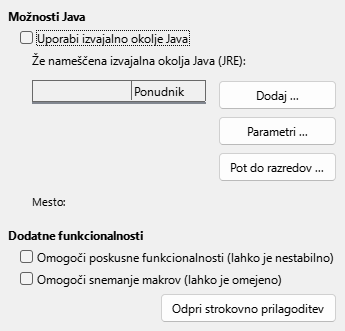 Možnosti Java
Uporabi izvajalno okolje Java
Že nameščena izvajalna okolja Java (JRE):
Ponudnik
Dodaj ...
Parametri ...
Pot do razredov ...
Mesto:
Dodatne funkcionalnosti
Omogoči poskusne funkcionalnosti (lahko je nestabilno)
Omogoči snemanje makrov (lahko je omejeno)
Odpri strokovno prilagoditev